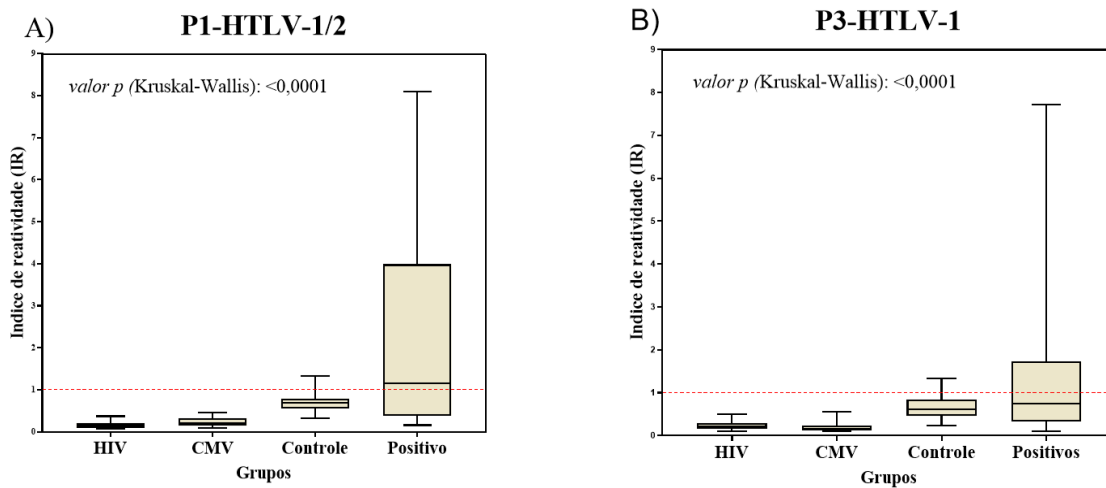 A)
P1-HTLV-1/2
valor p (Kruskal-Wallis): <0,0001
Indice de reatividade (IR)
9
8
7
6
5
4
3
2
1
0
HIV CMV Controle Positivo
Grupos
B)
P3-HTLV-1
valor p (Kruskal-Wallis): <0,0001
Indice de reatividade (IR)
9
8
7
6
5
4
3
2
1
0
HIV CMV Controle Positivos
Grupos